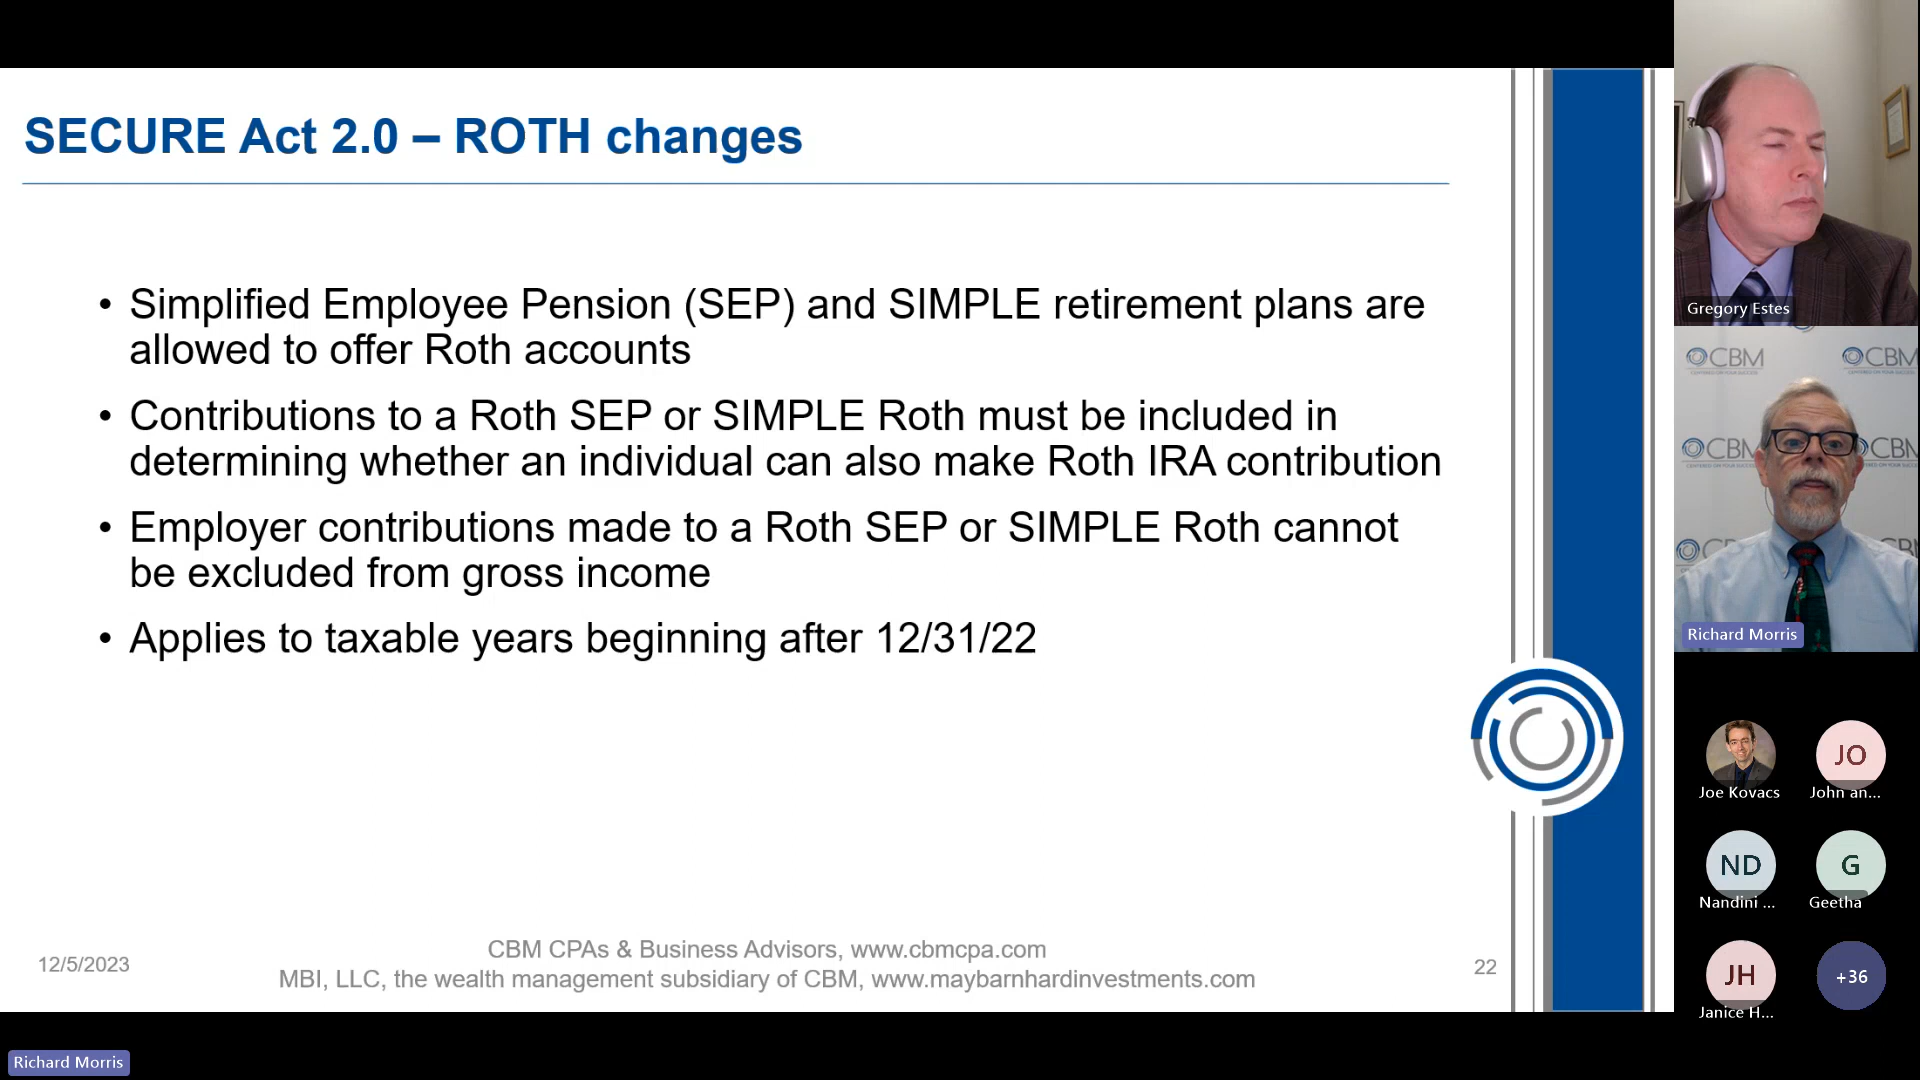 SECURE Act 2.0 – ROTH changes
• Simplified Employee Pension (SEP) and SIMPLE retirement plans are
allowed to offer Roth accounts
• Contributions to a Roth SEP or SIMPLE Roth must be included in
determining whether an individual can also make Roth IRA contribution
• Employer contributions made to a Roth SEP or SIMPLE Roth cannot
be excluded from gross income
• Applies to taxable years beginning after 12/31/22
12/5/2023
CBM CPAs & Business Advisors, www.cbmcpa.com
MBI, LLC, the wealth management subsidiary of CBM, www.maybarnhardinvestments.com
22
Richard Morris
Gregory Estes
CBM
CBM
CBM
CBM
Richard Morris
Joe Kovacs
JO
John an...
ND
Nandini ...
G
Geetha
JH
Janice H...
+36